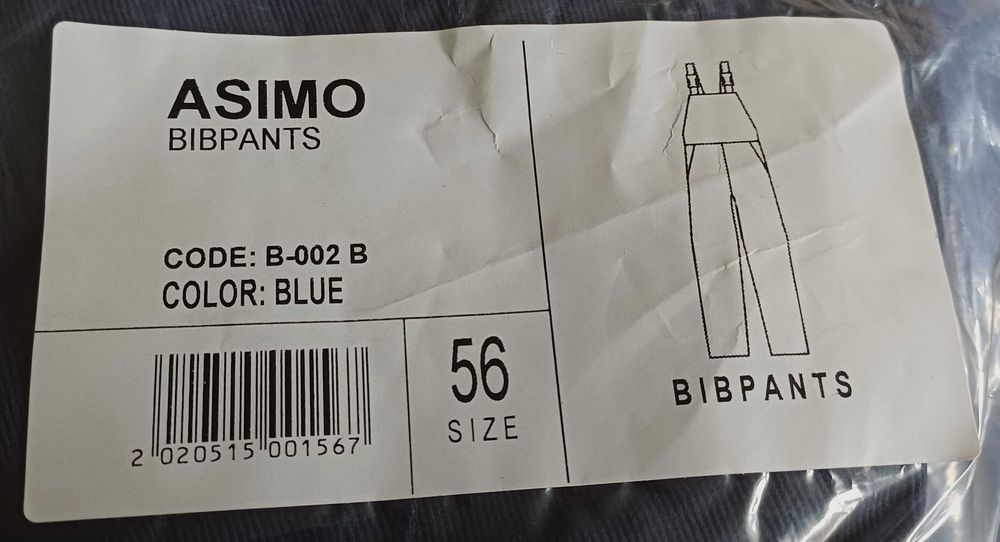 ASIMO
BIBPANTS
CODE: B-002 B
COLOR: BLUE
2 020515 001567
56
SIZE
BIBPANTS